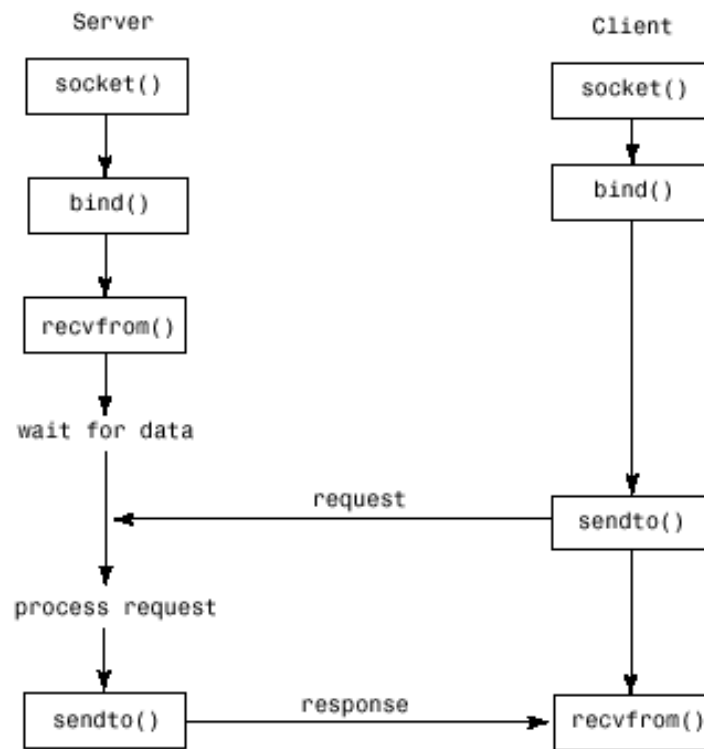 Server
Client
socket()
socket()
bind()
bind()
recvfrom()
wait for data
request
sendto()
process request
response
sendto()
recvfrom()